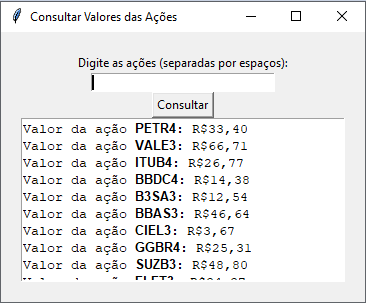 Consultar Valores das Ações
Digite as ações (separadas por espaços):
Consultar
Valor da ação PETR4: R$33,40
Valor da ação VALE3: R$66,71
Valor da ação ITUB4: R$26,77
Valor da ação BBDC4: R$14,38
Valor da ação B3SA3: R$12,54
Valor da ação BBAS3: R$46,64
Valor da ação CIEL3: R$3,67
Valor da ação GGBR4: R$25,31
Valor da ação SUZB3: R$48,80
Valor da ação